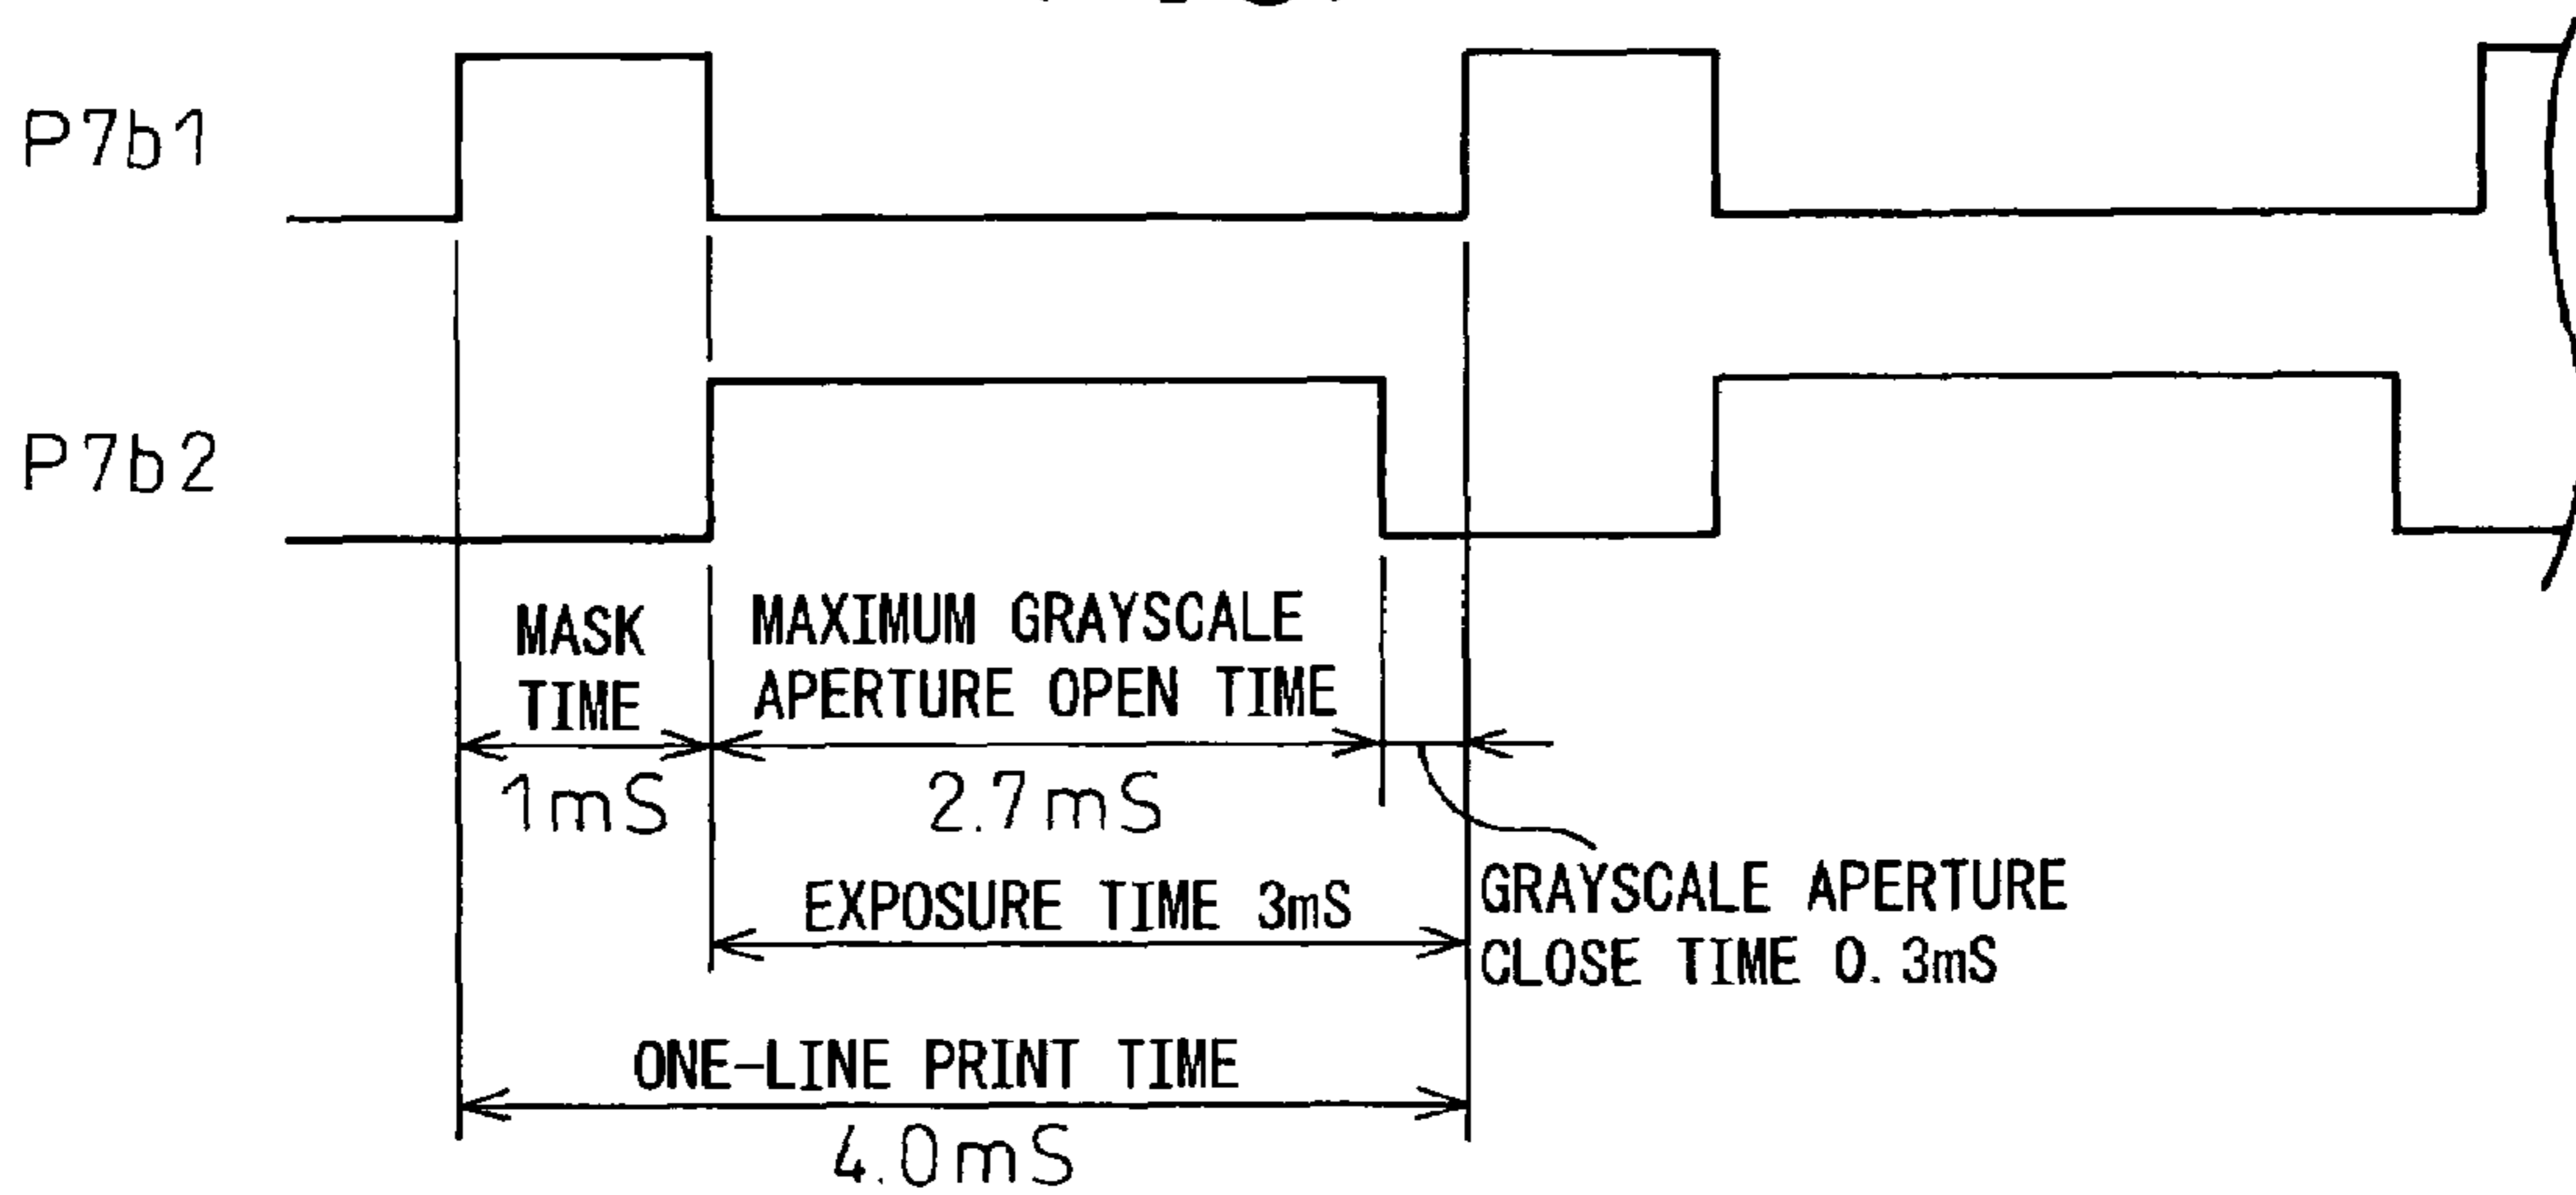 P7b1
P7b2
MASK
TIME
1mS
MAXIMUM GRAYSCALE
APERTURE OPEN TIME
2.7mS
EXPOSURE TIME 3mS
GRAYSCALE APERTURE
CLOSE TIME 0.3mS
ONE-LINE PRINT TIME
4.0mS